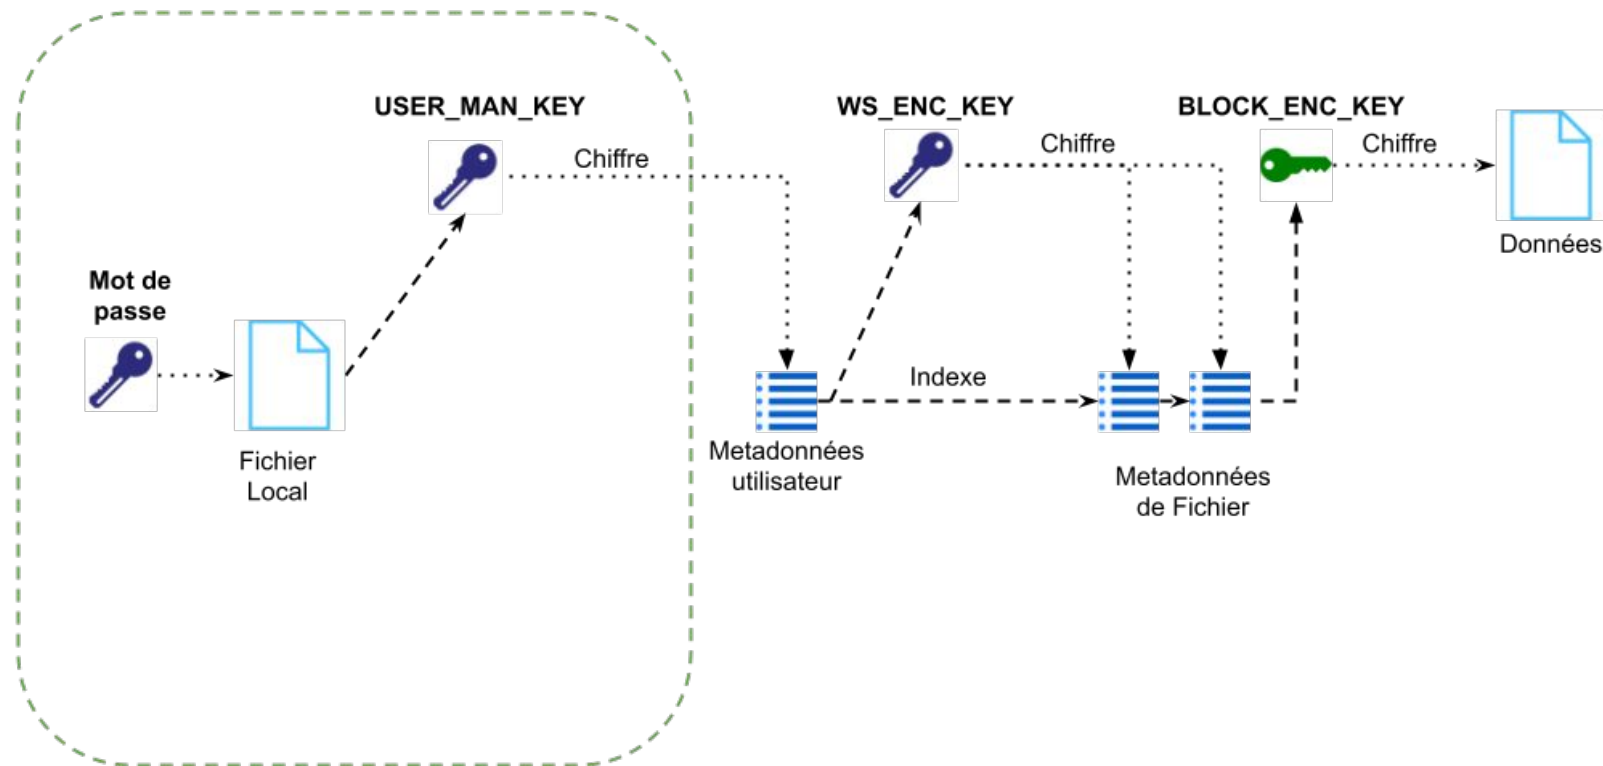 USER_MAN_KEY
WS_ENC_KEY
BLOCK_ENC_KEY
Chiffre
Chiffre
Chiffre
Données
Mot de
passe
Indexe
Fichier
Local
Metadonnées
utilisateur
Metadonnées
de Fichier